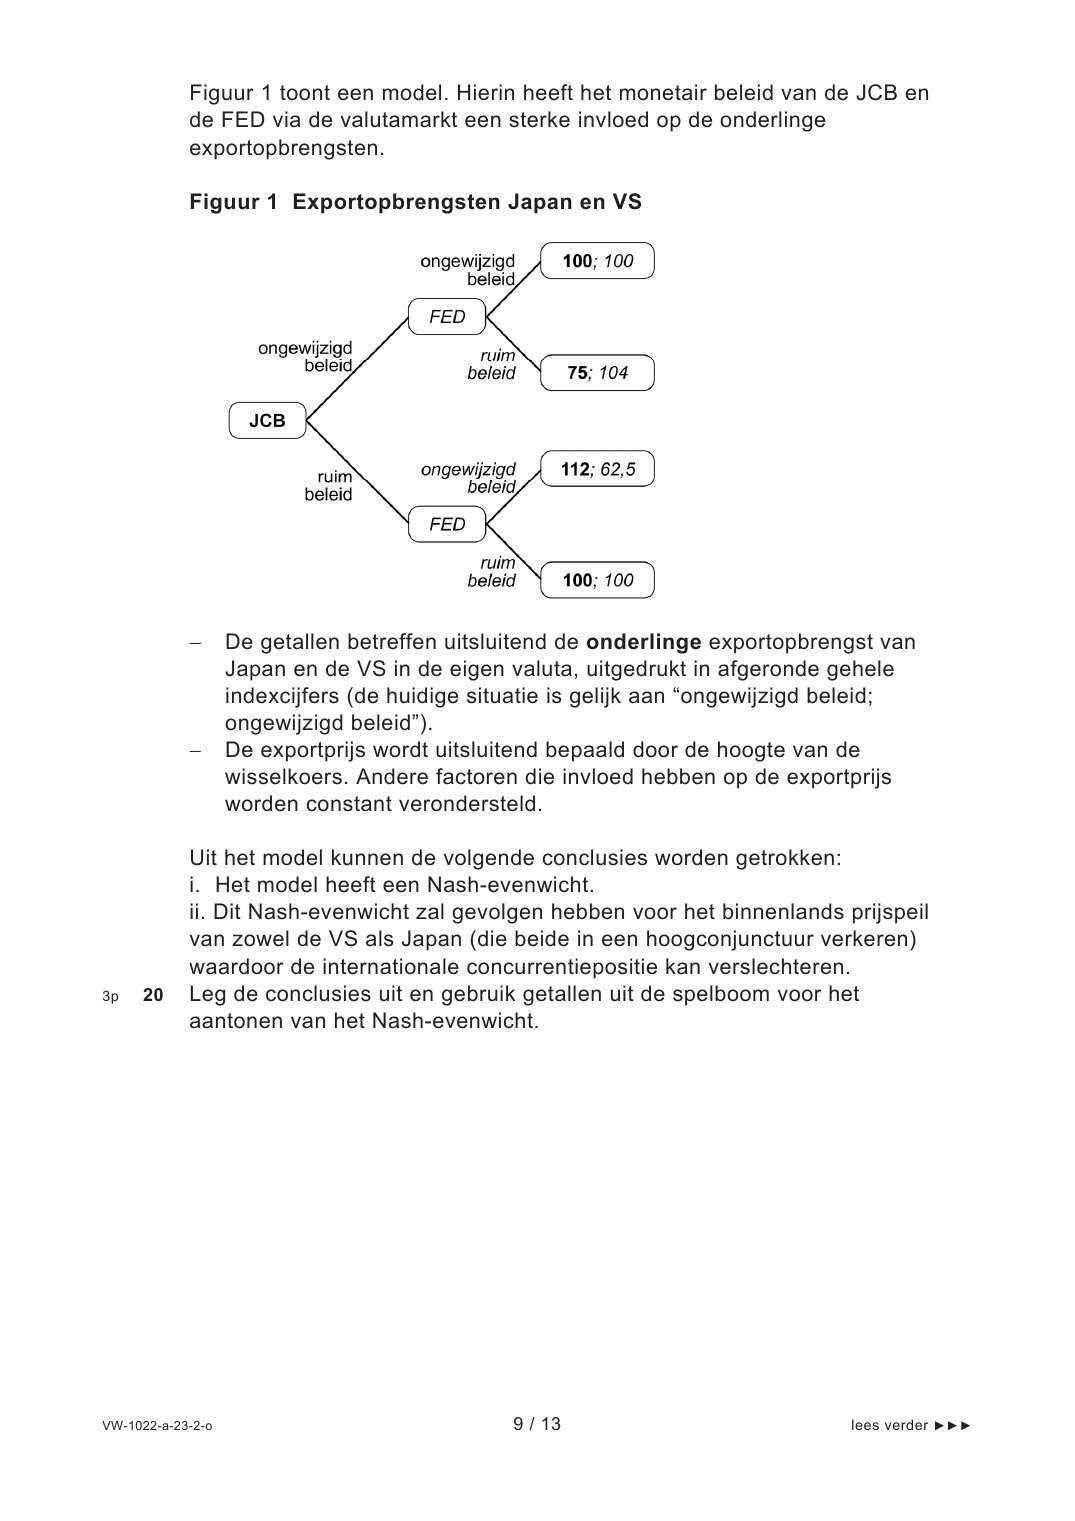 Figuur 1 toont een model. Hierin heeft het monetair beleid van de JCB en
de FED via de valutamarkt een sterke invloed op de onderlinge
exportopbrengsten.
Figuur 1 Exportopbrengsten Japan en VS
ongewijzigd
beleid
100; 100
FED
ongewijzigd
beleid
ruim
beleid
75; 104
JCB
ruim
beleid
ongewijzigd
beleid
112; 62,5
FED
ruim
beleid
100; 100
– De getallen betreffen uitsluitend de onderlinge exportopbrengst van
Japan en de VS in de eigen valuta, uitgedrukt in afgeronde gehele
indexcijfers (de huidige situatie is gelijk aan “ongewijzigd beleid;
ongewijzigd beleid”).
– De exportprijs wordt uitsluitend bepaald door de hoogte van de
wisselkoers. Andere factoren die invloed hebben op de exportprijs
worden constant verondersteld.
Uit het model kunnen de volgende conclusies worden getrokken:
i. Het model heeft een Nash-evenwicht.
ii. Dit Nash-evenwicht zal gevolgen hebben voor het binnenlands prijspeil
van zowel de VS als Japan (die beide in een hoogconjunctuur verkeren)
waardoor de internationale concurrentiepositie kan verslechteren.
3p 20 Leg de conclusies uit en gebruik getallen uit de spelboom voor het
aantonen van het Nash-evenwicht.
VW-1022-a-23-2-o 9 / 13 lees verder ►►►